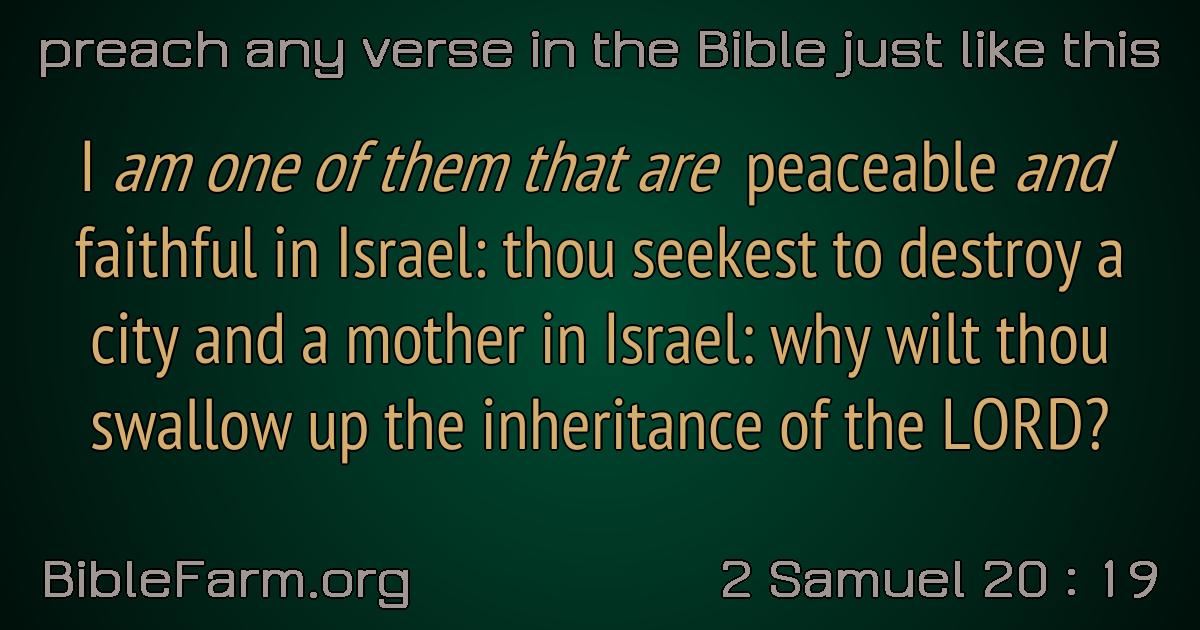 preach any verse in the Bible just like this
I am one of them that are peaceable and
faithful in Israel: thou seekest to destroy a
city and a mother in Israel: why wilt thou
swallow up the inheritance of the LORD?
BibleFarm.org
2 Samuel 20 : 19